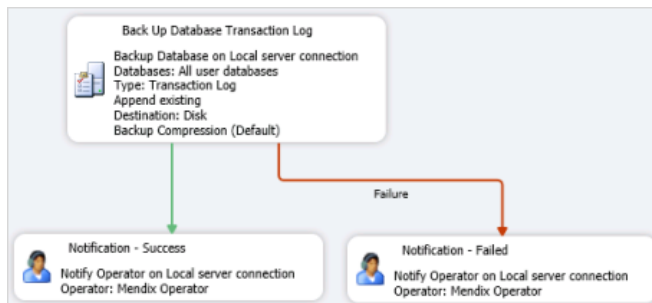 Back Up Database Transaction Log
Backup Database on Local server connection
Databases: All user databases
Type: Transaction Log
Append existing
Destination: Disk
Backup Compression (Default)
Failure
Notification - Success
Notify Operator on Local server connection
Operator: Mendix Operator
Notification - Failed
Notify Operator on Local server connection
Operator: Mendix Operator